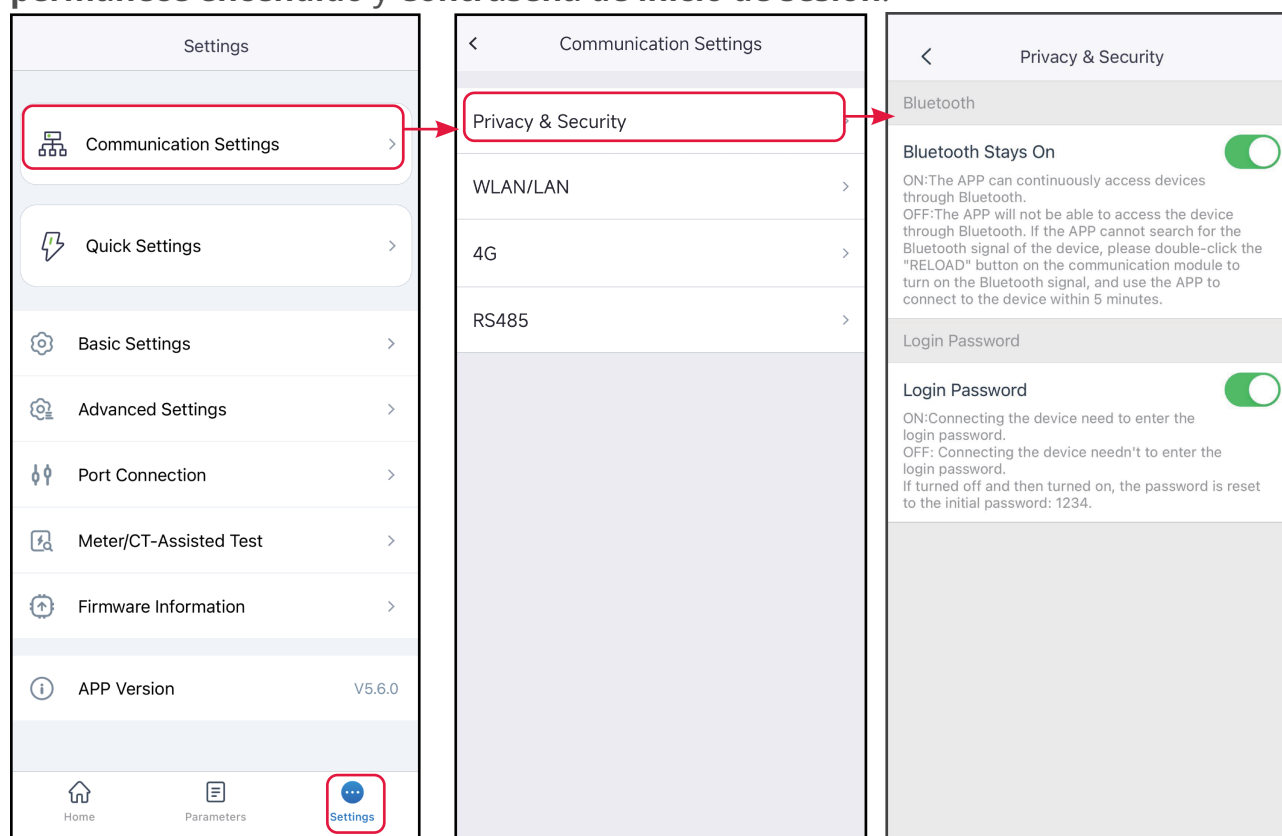 permanece encendido y Contraseña de inicio de sesión.
Settings
Communication Settings
Quick Settings
Basic Settings
Advanced Settings
Port Connection
Meter/CT-Assisted Test
Firmware Information
APP Version V5.6.0
Home Parameters Settings
Communication Settings
Privacy & Security
WLAN/LAN
4G
RS485
Privacy & Security
Bluetooth
Bluetooth Stays On
ON:The APP can continuously access devices
through Bluetooth.
OFF:The APP will not be able to access the device
through Bluetooth. If the APP cannot search for the
Bluetooth signal of the device, please double-click the
"RELOAD" button on the communication module to
turn on the Bluetooth signal, and use the APP to
connect to the device within 5 minutes.
Login Password
Login Password
ON:Connecting the device need to enter the
login password.
OFF: Connecting the device needn't to enter the
login password.
If turned off and then turned on, the password is reset
to the initial password: 1234.